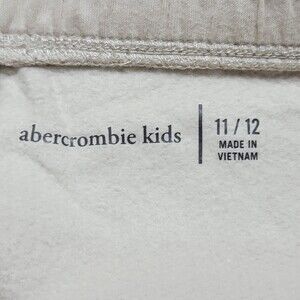 abercrombie kids
11 / 12
MADE IN
VIETNAM